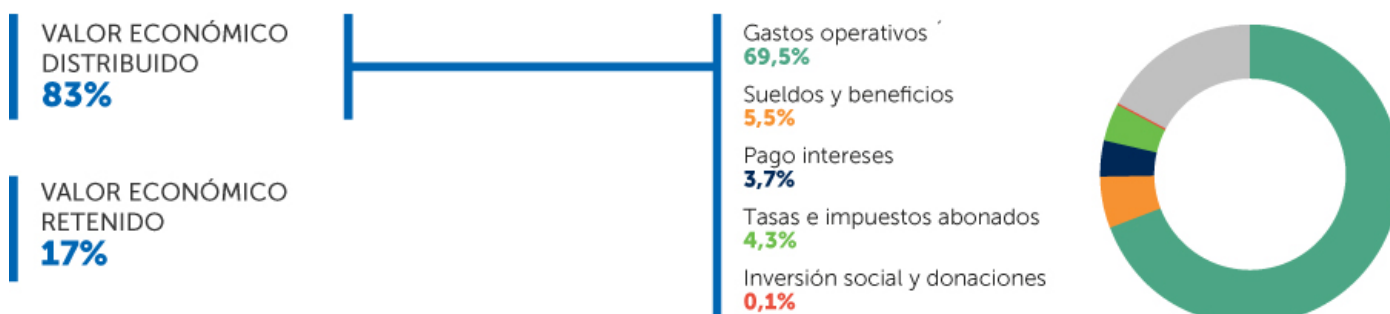 VALOR ECONÓMICO
DISTRIBUIDO
83%
VALOR ECONÓMICO
RETENIDO
17%
Gastos operativos ´
69,5%
Sueldos y beneficios
5,5%
Pago intereses
3,7%
Tasas e impuestos abonados
4,3%
Inversión social y donaciones
0,1%